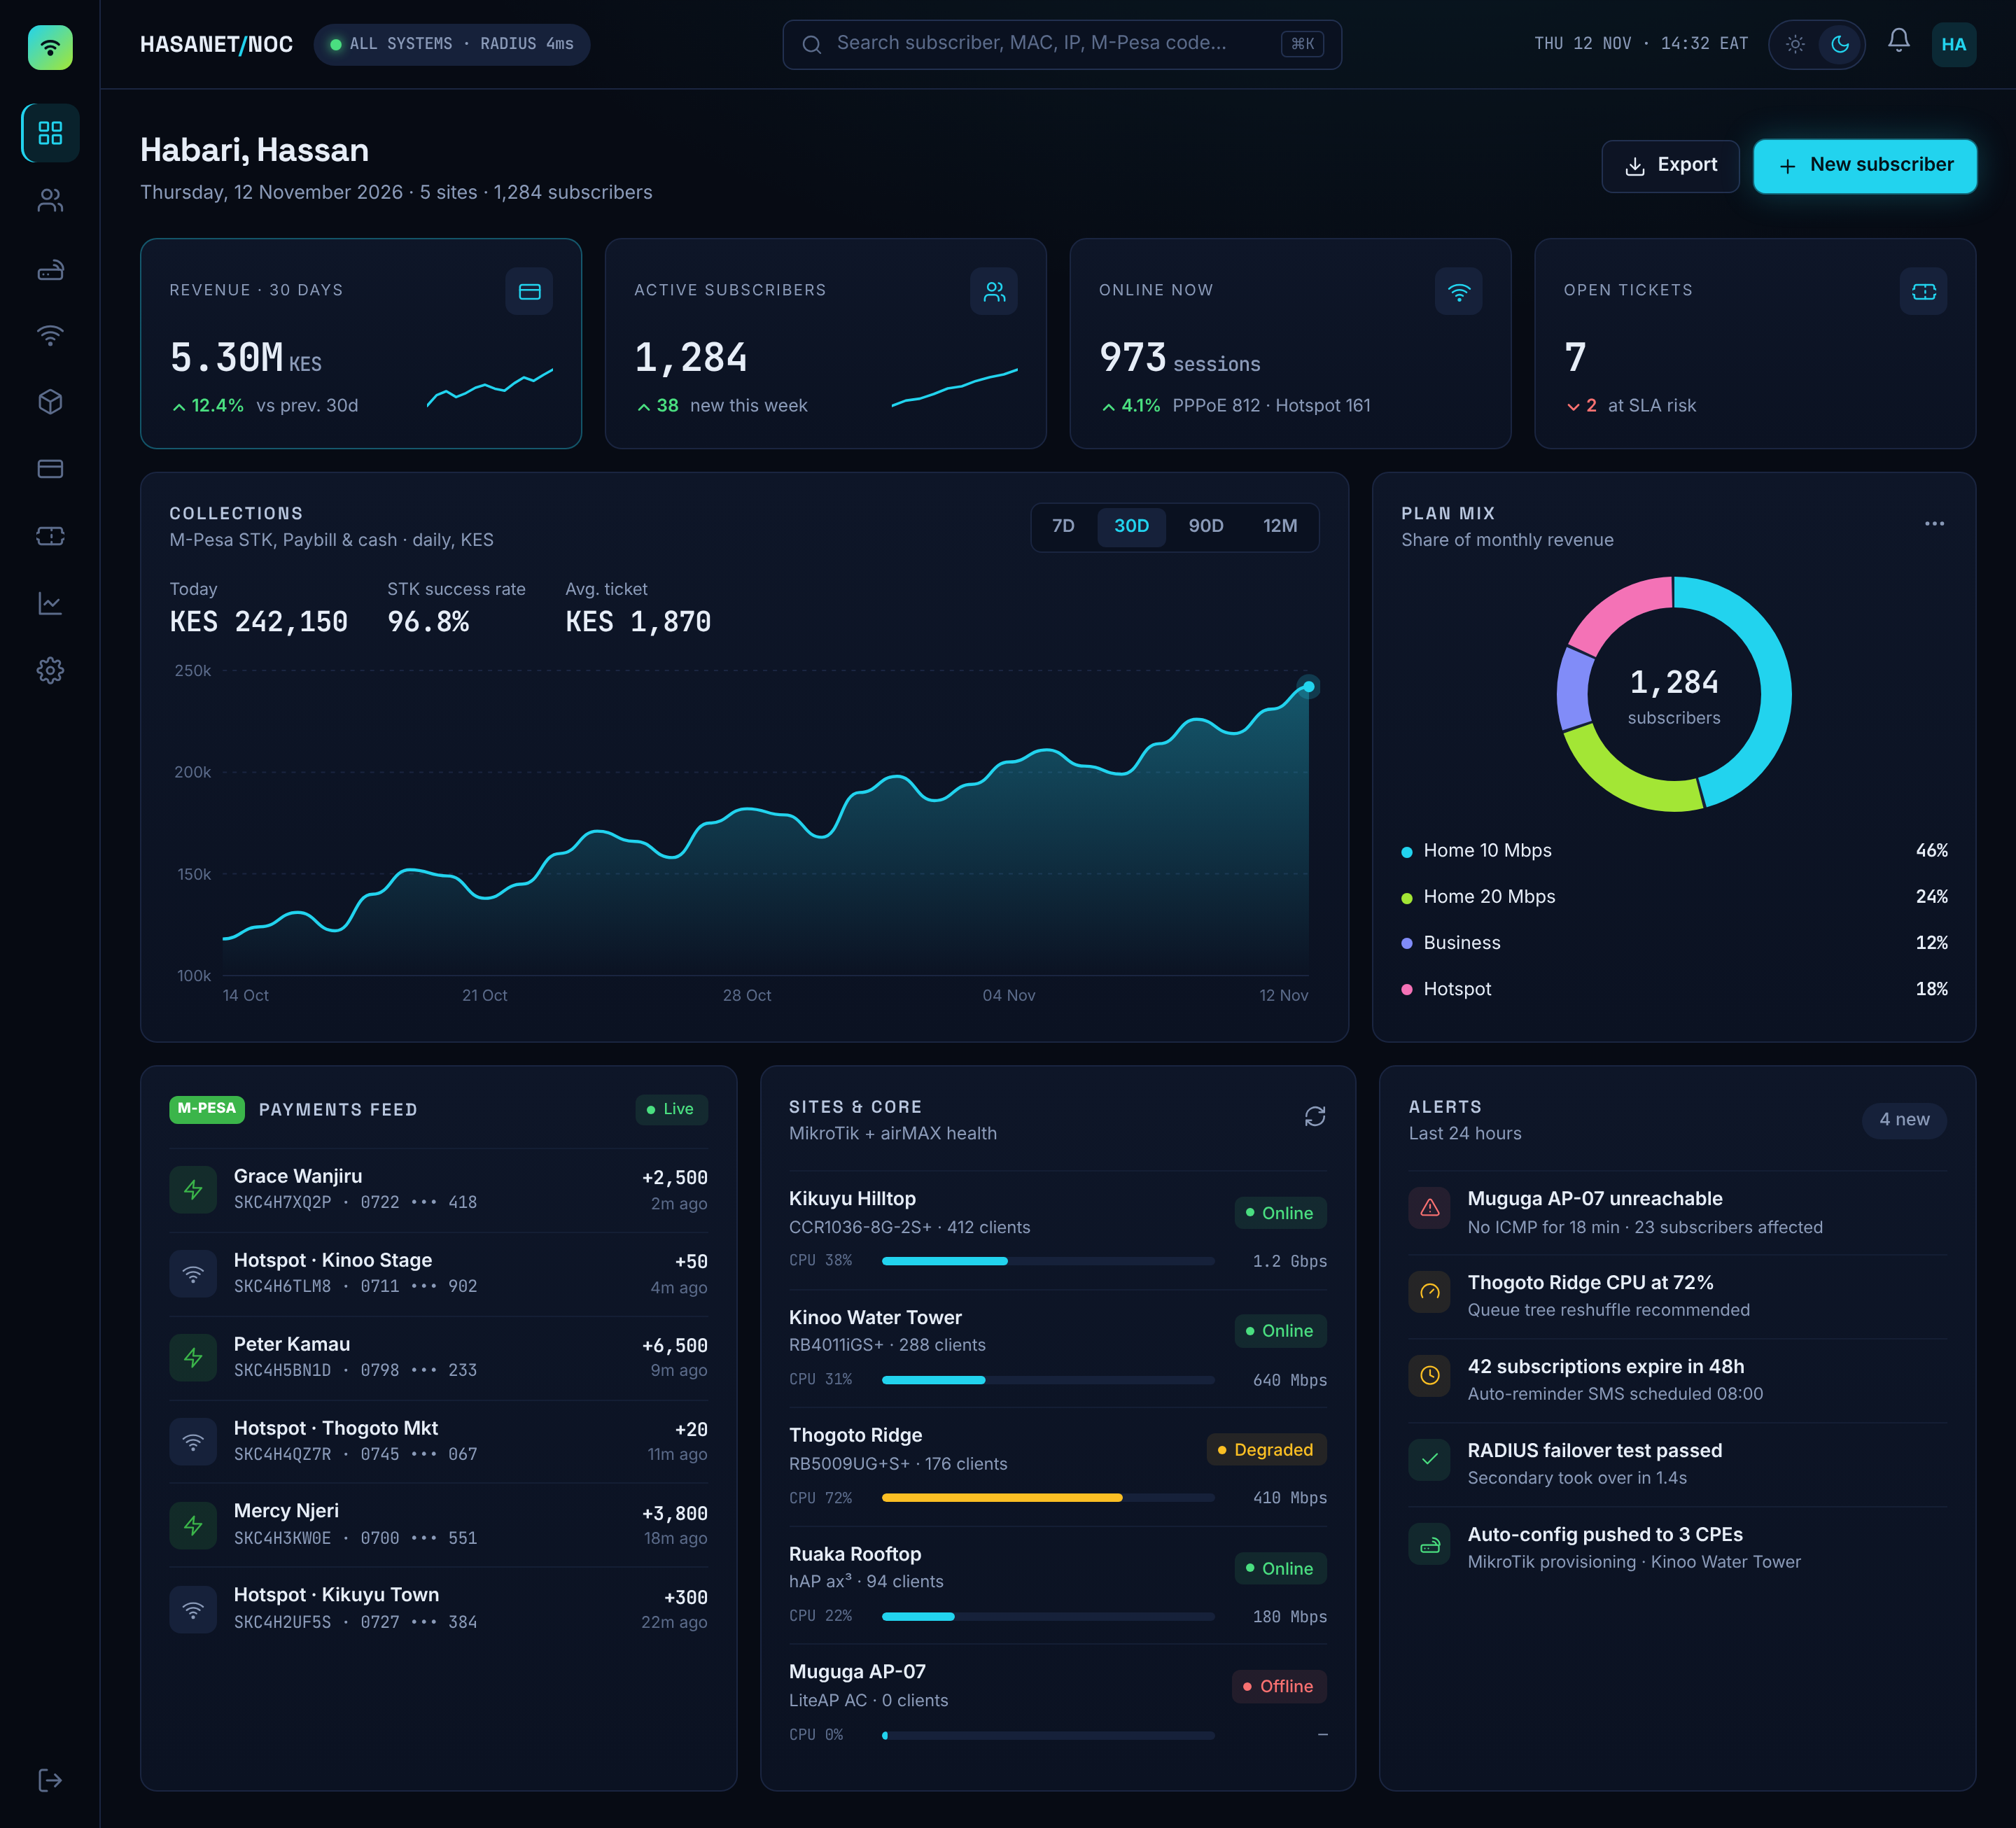 HASANET/NOC
ALL SYSTEMS · RADIUS 4ms
Search subscriber, MAC, IP, M-Pesa code...
⌘K
THU 12 NOV · 14:32 EAT
HA
Habari, Hassan
Thursday, 12 November 2026 · 5 sites · 1,284 subscribers
Export
New subscriber
REVENUE · 30 DAYS
5.30M KES
12.4% vs prev. 30d
ACTIVE SUBSCRIBERS
1,284
38 new this week
ONLINE NOW
973 sessions
4.1% PPPoE 812 · Hotspot 161
OPEN TICKETS
7
2 at SLA risk
COLLECTIONS
M-Pesa STK, Paybill & cash · daily, KES
7D 30D 90D 12M
Today
KES 242,150
STK success rate
96.8%
Avg. ticket
KES 1,870
250k
200k
150k
100k
14 Oct 21 Oct 28 Oct 04 Nov 12 Nov
PLAN MIX
Share of monthly revenue
1,284
subscribers
Home 10 Mbps 46%
Home 20 Mbps 24%
Business 12%
Hotspot 18%
M-PESA PAYMENTS FEED
Live
Grace Wanjiru +2,500
SKC4H7XQ2P · 0722 ••• 418 2m ago
Hotspot · Kinoo Stage +50
SKC4H6TLM8 · 0711 ••• 902 4m ago
Peter Kamau +6,500
SKC4H5BN1D · 0798 ••• 233 9m ago
Hotspot · Thogoto Mkt +20
SKC4H4QZ7R · 0745 ••• 067 11m ago
Mercy Njeri +3,800
SKC4H3KW0E · 0700 ••• 551 18m ago
Hotspot · Kikuyu Town +300
SKC4H2UF5S · 0727 ••• 384 22m ago
SITES & CORE
MikroTik + airMAX health
Kikuyu Hilltop
CCR1036-8G-2S+ · 412 clients
Online
CPU 38% 1.2 Gbps
Kinoo Water Tower
RB4011iGS+ · 288 clients
Online
CPU 31% 640 Mbps
Thogoto Ridge
RB5009UG+S+ · 176 clients
Degraded
CPU 72% 410 Mbps
Ruaka Rooftop
hAP ax³ · 94 clients
Online
CPU 22% 180 Mbps
Muguga AP-07
LiteAP AC · 0 clients
Offline
CPU 0% —
ALERTS
Last 24 hours
4 new
Muguga AP-07 unreachable
No ICMP for 18 min · 23 subscribers affected
Thogoto Ridge CPU at 72%
Queue tree reshuffle recommended
42 subscriptions expire in 48h
Auto-reminder SMS scheduled 08:00
RADIUS failover test passed
Secondary took over in 1.4s
Auto-config pushed to 3 CPEs
MikroTik provisioning · Kinoo Water Tower